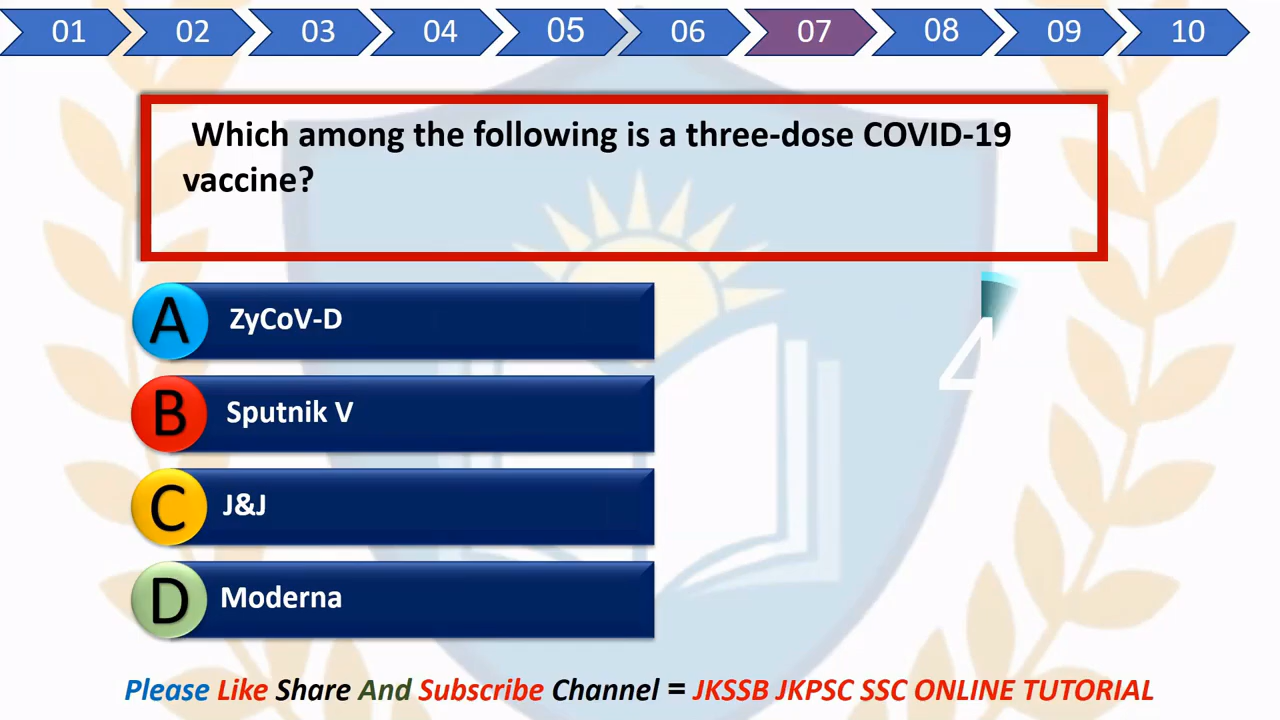 01 02 03 04 05 06 07 08 09 10
Which among the following is a three-dose COVID-19
vaccine?
A ZyCoV-D
4
B Sputnik V
C J&J
D Moderna
Please Like Share And Subscribe Channel = JKSSB JKPSC SSC ONLINE TUTORIAL